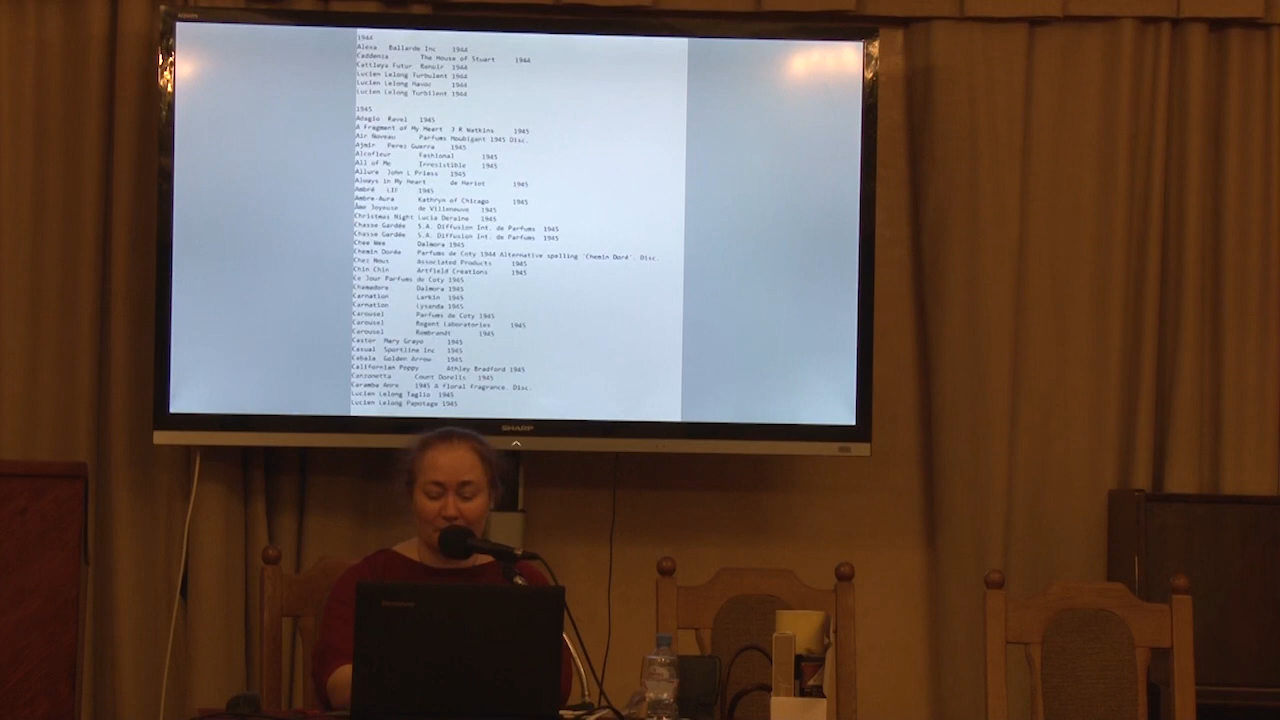 1944
Alexa Ballarde Inc 1944
Caddenza The House of Stuart 1944
Cattleya Futur Renoir 1944
Lucien Lelong Turbulent 1944
Lucien Lelong Havoc 1944
Lucien Lelong Turbilent 1944
1945
Adagio Ravel 1945
A Fragment of My Heart J R Watkins 1945
Air Noveau Parfums Houbigant 1945 Disc.
Ajmir Perez Guerra 1945
Alcofleur Fashional 1945
All of Me Irresistible 1945
Allura John L Priess 1945
Always in My Heart de Heriot 1945
Ambré LIF 1945
Ambre-Aura Kathryn of Chicago 1945
Âme Joyeuse de Villeneuve 1945
Christmas Night Lucia Deraine 1945
Chasse Gardée S.A. Diffusion Int. de Parfums 1945
Chasse Gardée S.A. Diffusion Int. de Parfums 1945
Chee Wee Dalmora 1945
Chemin Dorée Parfums de Coty 1944 Alternative spelling 'Chemin Doré'. Disc.
Chez Nous Associated Products 1945
Chin Chin Artfield Creations 1945
Ce Jour Parfums de Coty 1945
Chamadore Dalmora 1945
Carnation Larkin 1945
Carnation Lysanda 1945
Carousel Parfums de Coty 1945
Carousel Regent Laboratories 1945
Carousel Rembrandt 1945
Castor Mary Grayo 1945
Casual Sportline Inc 1945
Cabala Golden Arrow 1945
Californian Poppy Athley Bradford 1945
Canzonetta Count Dorelis 1945
Caramba Anre 1945 A floral fragrance. Disc.
Lucien Lelong Taglio 1945
Lucien Lelong Papotage 1945
SHARP
lenovo